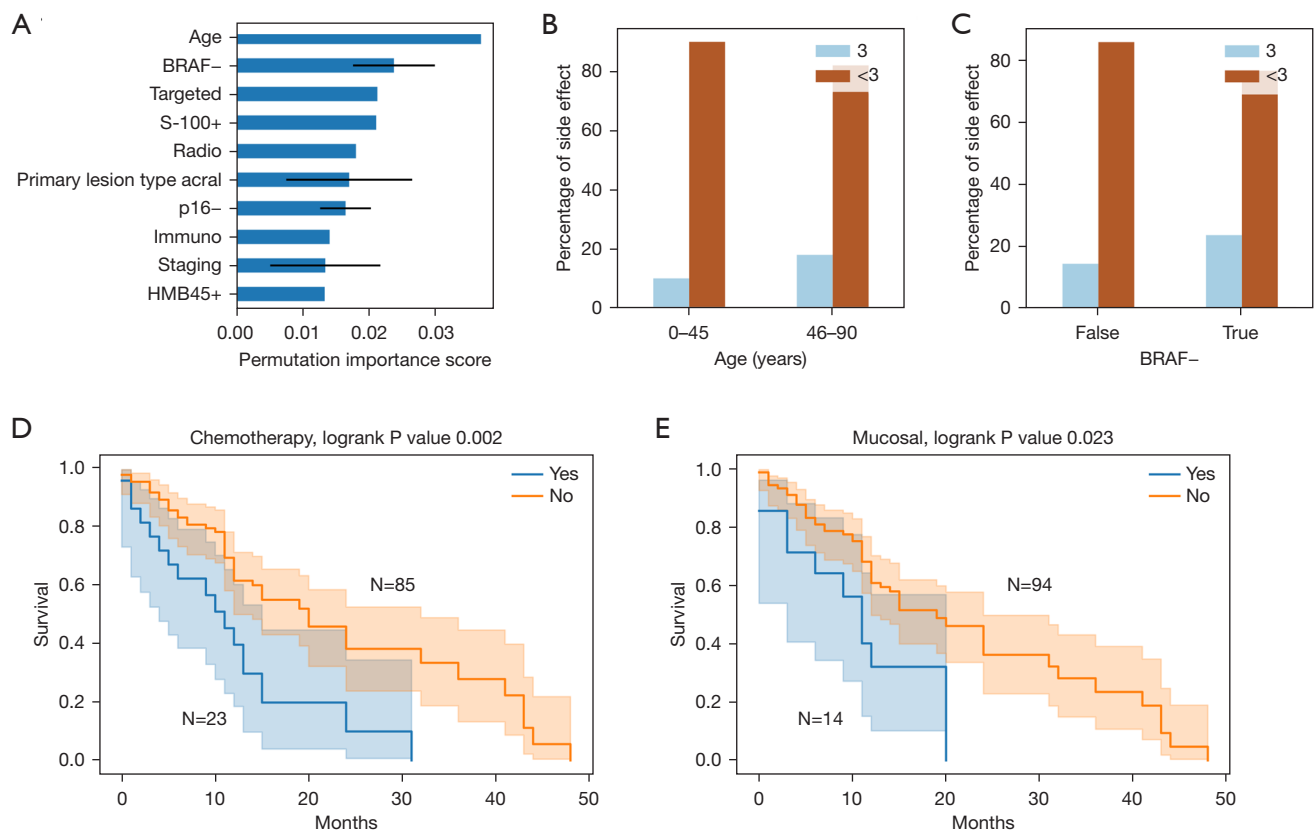 A
Age
BRAF−
Targeted
S-100+
Radio
Primary lesion type acral
p16−
Immuno
Staging
HMB45+
0.00 0.01 0.02 0.03
Permutation importance score
B
Percentage of side effect
80
60
40
20
0
3
<3
0–45 46–90
Age (years)
C
Percentage of side effect
80
60
40
20
0
3
<3
False True
BRAF−
D
Chemotherapy, logrank P value 0.002
Survival
1.0
0.8
0.6
0.4
0.2
0.0
Yes
No
N=85
N=23
0 10 20 30 40 50
Months
E
Mucosal, logrank P value 0.023
Survival
1.0
0.8
0.6
0.4
0.2
0.0
Yes
No
N=94
N=14
0 10 20 30 40 50
Months